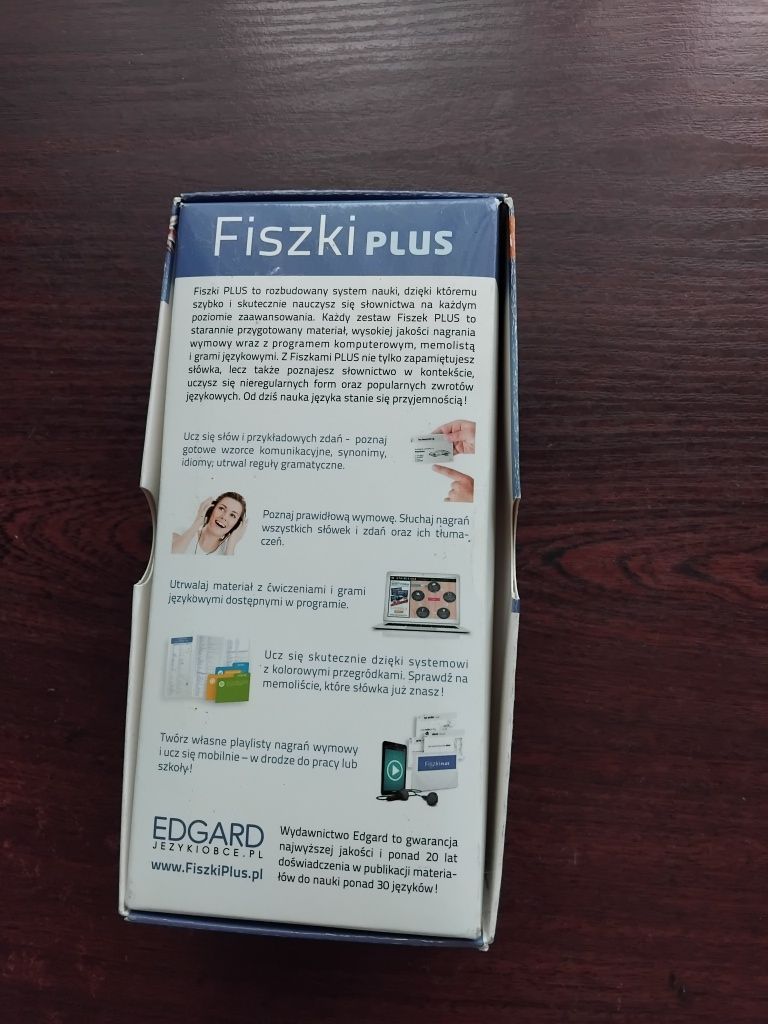 Fiszki PLUS
Fiszki PLUS to rozbudowany system nauki, dzięki któremu
szybko i skutecznie nauczysz się słownictwa na każdym
poziomie zaawansowania. Każdy zestaw Fiszek PLUS to
starannie przygotowany materiał, wysokiej jakości nagrania
wymowy wraz z programem komputerowym, memolistą
i grami językowymi. Z Fiszkami PLUS nie tylko zapamiętujesz
słówka, lecz także poznajesz słownictwo w kontekście,
uczysz się nieregularnych form oraz popularnych zwrotów
językowych. Od dziś nauka języka stanie się przyjemnością!
Ucz się słów i przykładowych zdań - poznaj
gotowe wzorce komunikacyjne, synonimy,
idiomy; utrwal reguły gramatyczne.
Poznaj prawidłową wymowę. Słuchaj nagrań
wszystkich słówek i zdań oraz ich tłuma-
czeń.
Utrwalaj materiał z ćwiczeniami i grami
językowymi dostępnymi w programie.
Ucz się skutecznie dzięki systemowi
z kolorowymi przegródkami. Sprawdź na
memoliście, które słówka już znasz!
Twórz własne playlisty nagrań wymowy
i ucz się mobilnie – w drodze do pracy lub
szkoły!
Fiszki PLUS
EDGARD
JEZYKIOBCE.PL
www.FiszkiPlus.pl
Wydawnictwo Edgard to gwarancja
najwyższej jakości i ponad 20 lat
doświadczenia w publikacji materia-
łów do nauki ponad 30 języków!